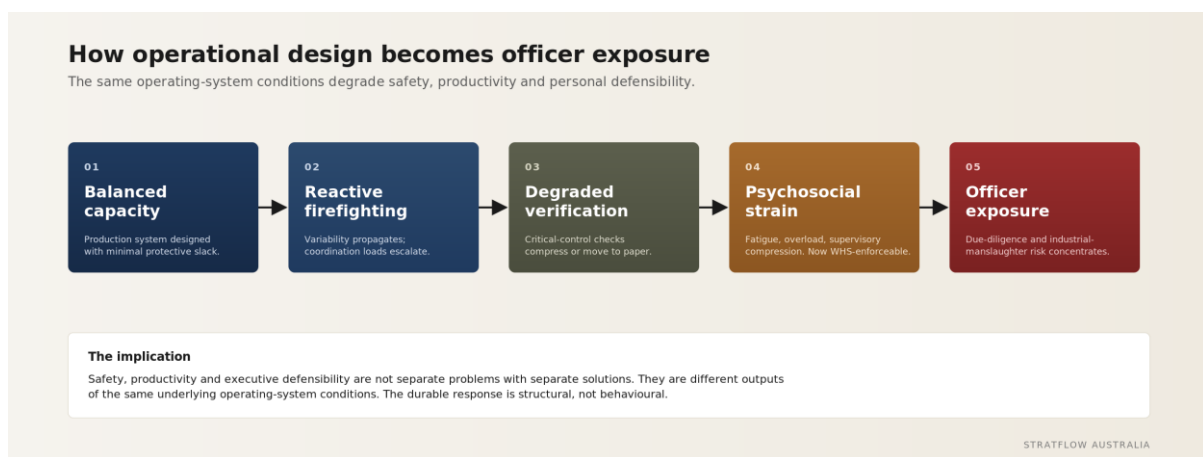 How operational design becomes officer exposure
The same operating-system conditions degrade safety, productivity and personal defensibility.
01
Balanced
capacity
Production system designed
with minimal protective slack.
02
Reactive
firefighting
Variability propagates;
coordination loads escalate.
03
Degraded
verification
Critical-control checks
compress or move to paper.
04
Psychosocial
strain
Fatigue, overload, supervisory
compression. Now WHS-enforceable.
05
Officer
exposure
Due-diligence and industrial-
manslaughter risk concentrates.
The implication
Safety, productivity and executive defensibility are not separate problems with separate solutions. They are different outputs
of the same underlying operating-system conditions. The durable response is structural, not behavioural.
STRATFLOW AUSTRALIA